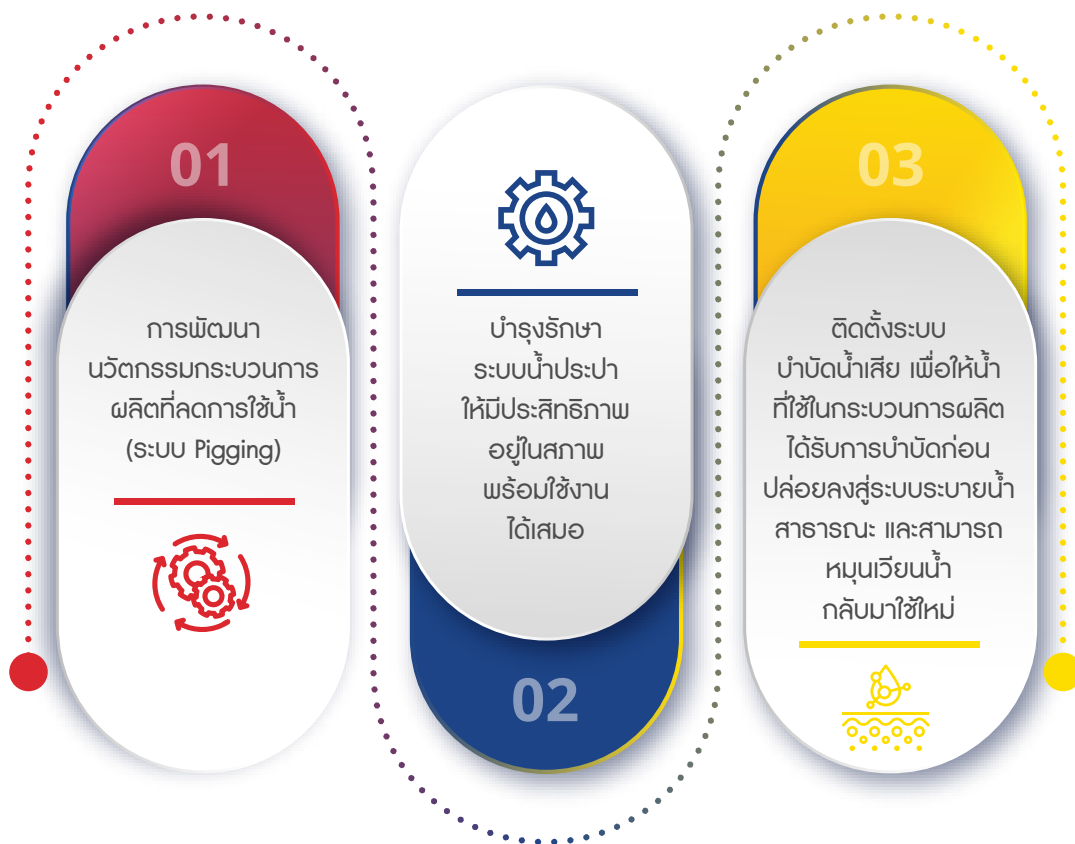 01
การพัฒนา
นวัตกรรมกระบวนการ
ผลิตที่ลดการใช้น้ำ
(ระบบ Pigging)
บำรุงรักษา
ระบบน้ำประปา
ให้มีประสิทธิภาพ
อยู่ในสภาพ
พร้อมใช้งาน
ได้เสมอ
02
03
ติดตั้งระบบ
บำบัดน้ำเสีย เพื่อให้น้ำ
ที่ใช้ในกระบวนการผลิต
ได้รับการบำบัดก่อน
ปล่อยลงสู่ระบบระบายน้ำ
สาธารณะ และสามารถ
หมุนเวียนน้ำ
กลับมาใช้ใหม่